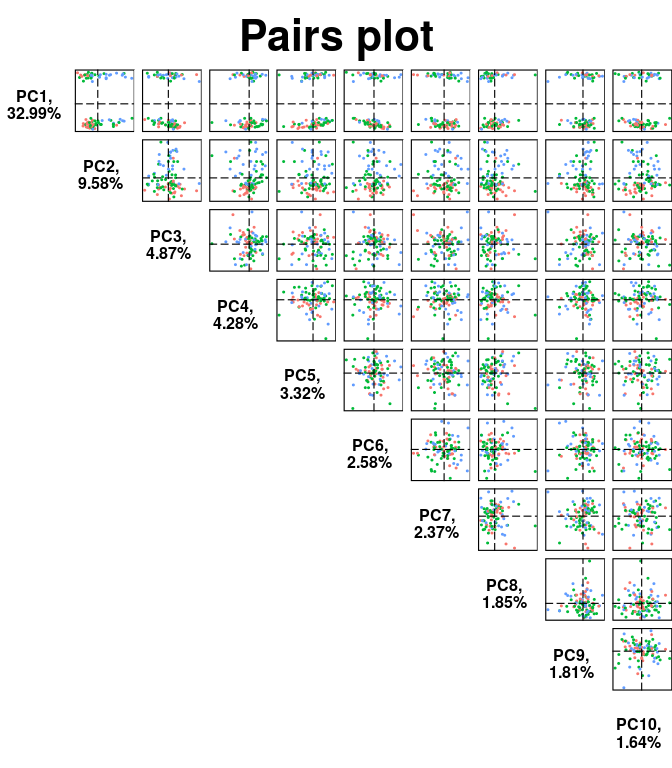 Pairs plot
PC1,
32.99%
PC2,
9.58%
PC3,
4.87%
PC4,
4.28%
PC5,
3.32%
PC6,
2.58%
PC7,
2.37%
PC8,
1.85%
PC9,
1.81%
PC10,
1.64%